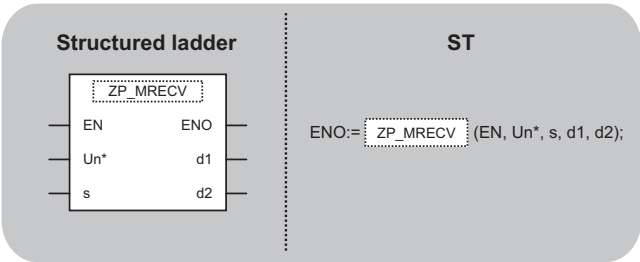 Structured ladder
ZP_MRECV
EN ENO
Un* d1
s d2
ST
ENO:= ZP_MRECV (EN, Un*, s, d1, d2);